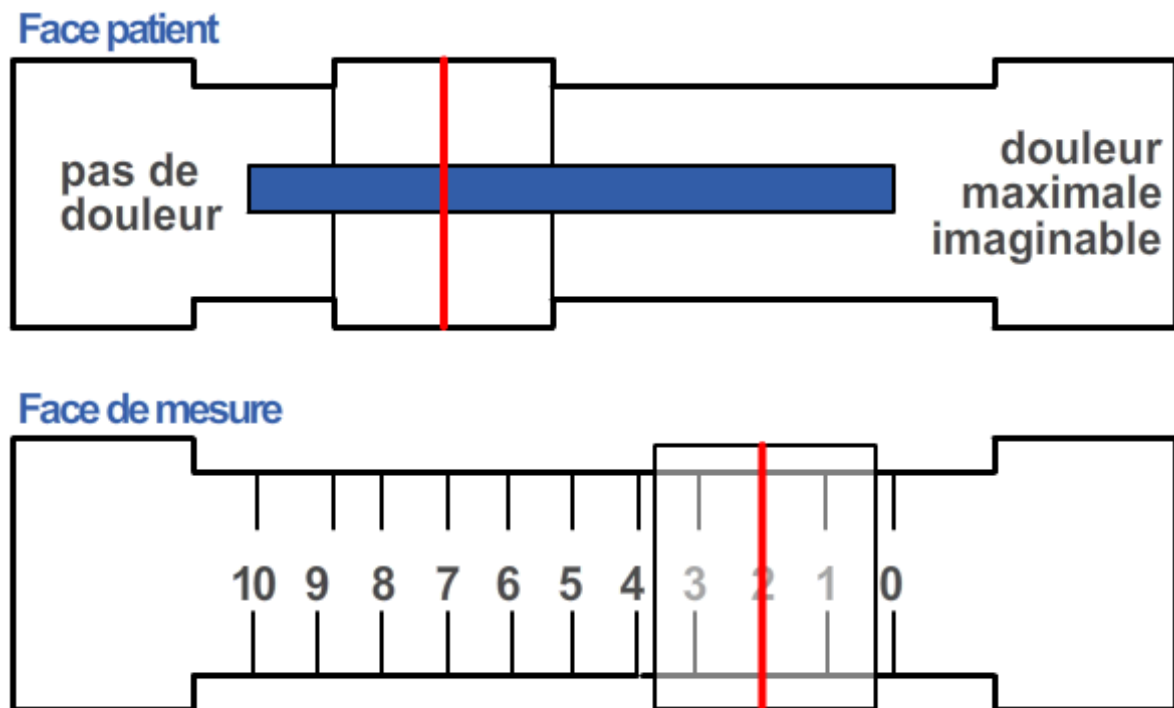 Face patient
pas de
douleur
douleur
maximale
imaginable
Face de mesure
10 9 8 7 6 5 4 3 2 1 0